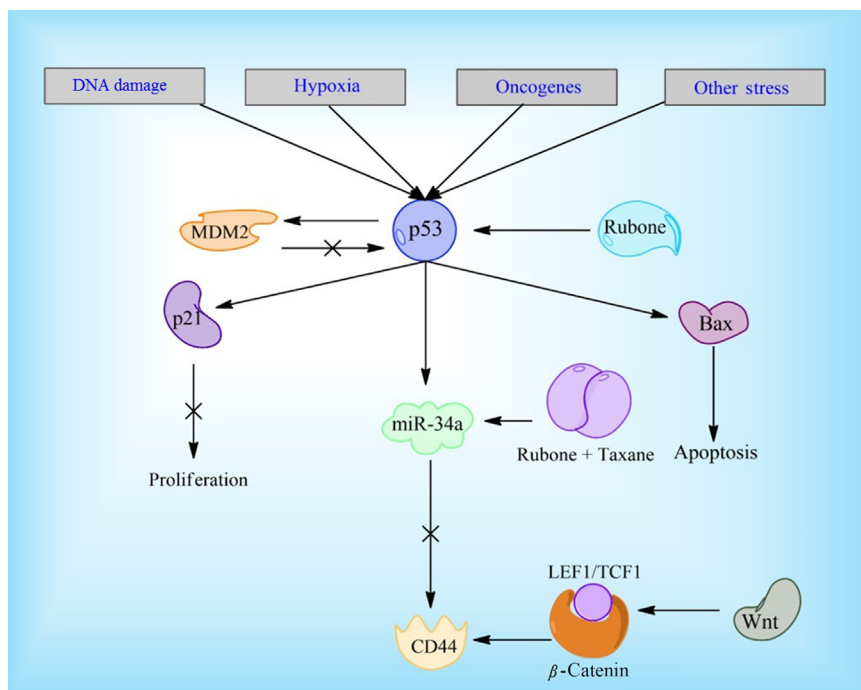 DNA damage
Hypoxia
Oncogenes
Other stress
MDM2
p53
Rubone
p21
Bax
miR-34a
Rubone + Taxane
Apoptosis
Proliferation
LEF1/TCF1
Wnt
CD44
β-Catenin